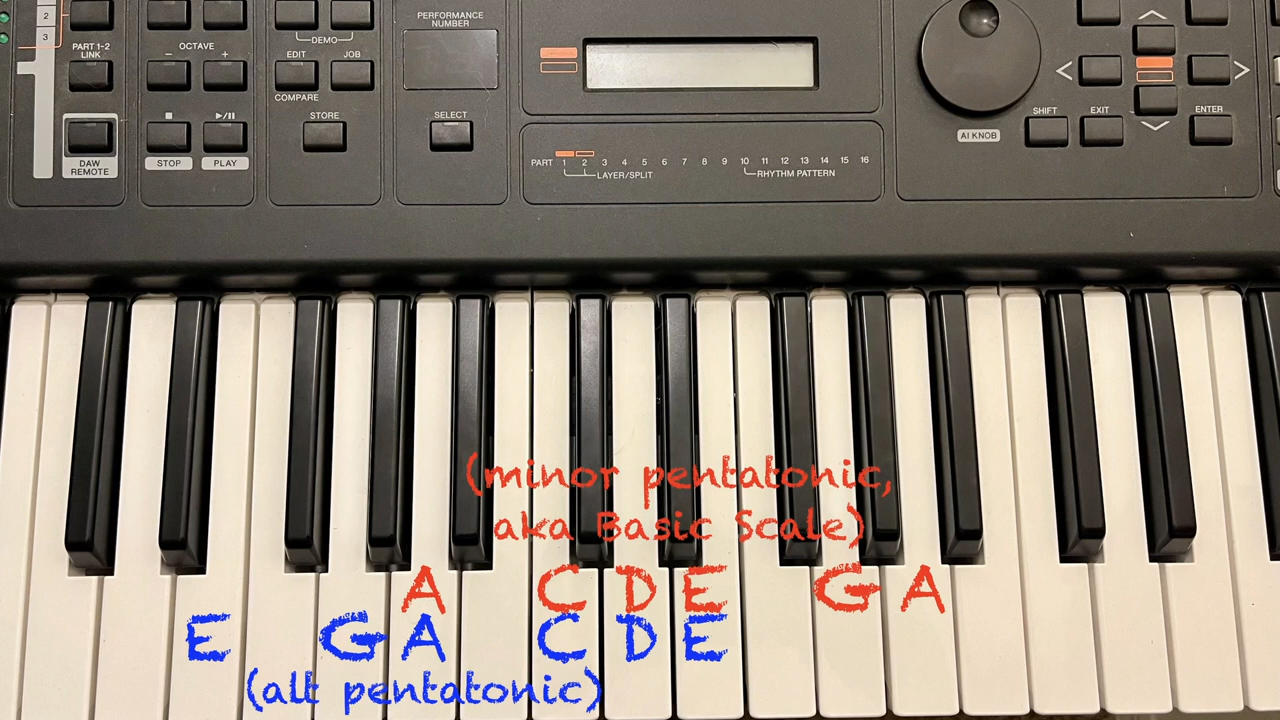 2
3
PART 1-2
LINK
OCTAVE
− +
DEMO
EDIT JOB
COMPARE
STORE
PERFORMANCE
NUMBER
SELECT
DAW
REMOTE
STOP PLAY
PART 1 2 3 4 5 6 7 8 9 10 11 12 13 14 15 16
LAYER/SPLIT RHYTHM PATTERN
AI KNOB
SHIFT EXIT ENTER
(minor pentatonic,
aka Basic Scale)
A C D E G A
E G A C D E
(alt pentatonic)